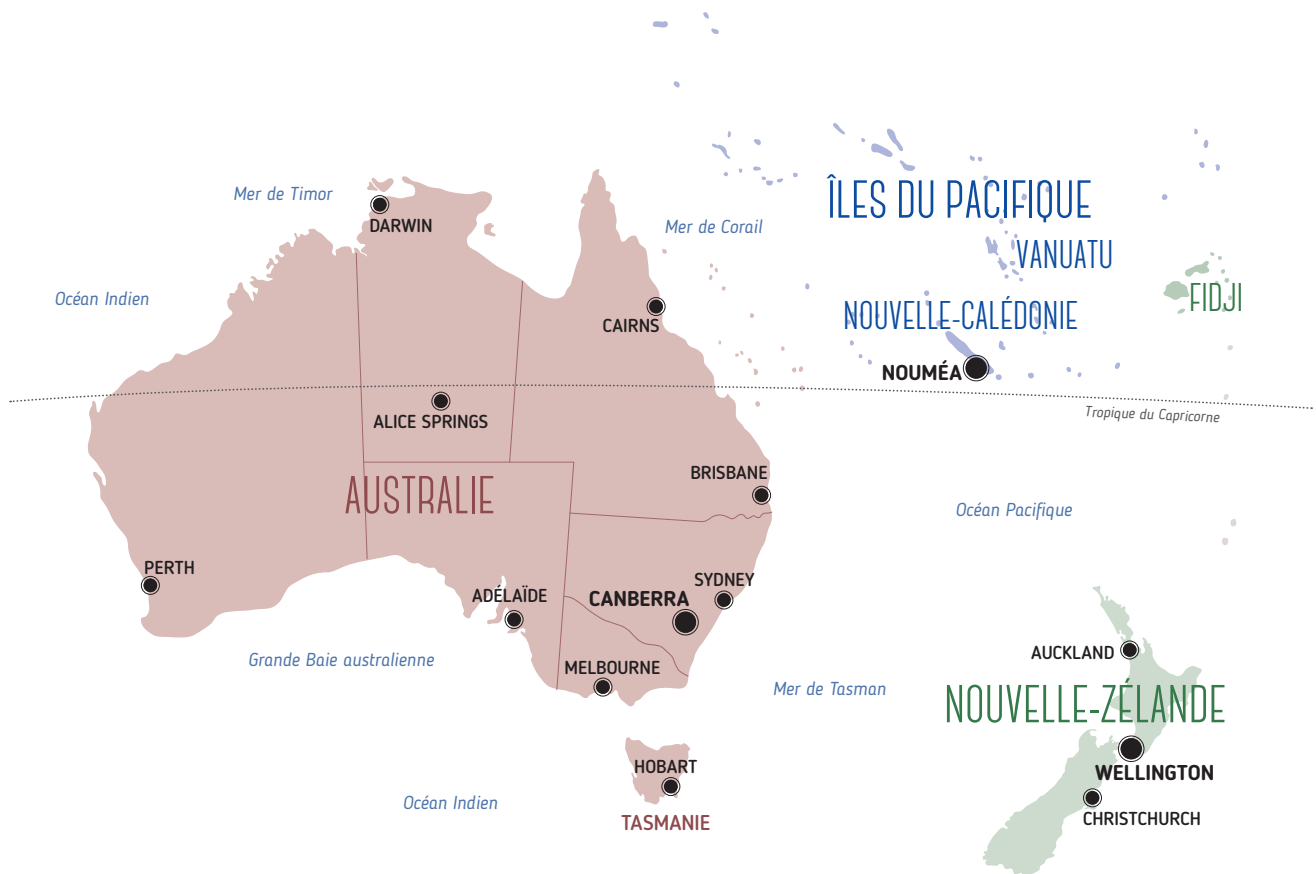 Mer de Timor
ÎLES DU PACIFIQUE
DARWIN
Mer de Corail
VANUATU
Océan Indien
FIDJI
CAIRNS
NOUVELLE-CALÉDONIE
NOUMÉA
Tropique du Capricorne
ALICE SPRINGS
BRISBANE
AUSTRALIE
Océan Pacifique
PERTH
SYDNEY
ADÉLAÏDE
CANBERRA
AUCKLAND
Grande Baie australienne
MELBOURNE
Mer de Tasman
NOUVELLE-ZÉLANDE
HOBART
WELLINGTON
Océan Indien
TASMANIE
CHRISTCHURCH